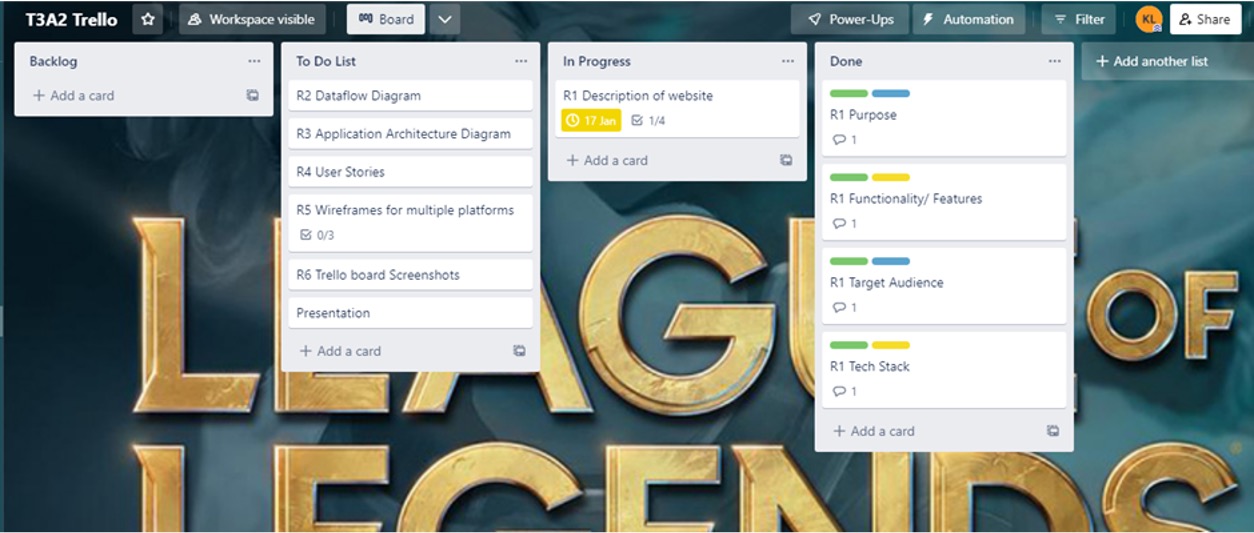 T3A2 Trello
Workspace visible
Board
Power-Ups
Automation
Filter
KL
Share
Backlog
+ Add a card
To Do List
R2 Dataflow Diagram
R3 Application Architecture Diagram
R4 User Stories
R5 Wireframes for multiple platforms
0/3
R6 Trello board Screenshots
Presentation
+ Add a card
In Progress
R1 Description of website
17 Jan 1/4
+ Add a card
Done
R1 Purpose
1
R1 Functionality/ Features
1
R1 Target Audience
1
R1 Tech Stack
1
+ Add a card
+ Add another list
LEAGUE OF
LEGENDS